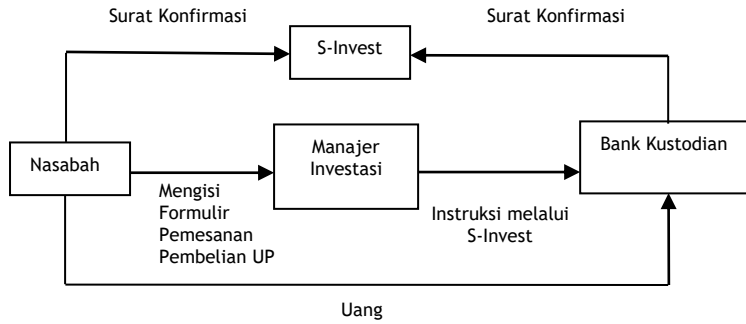 Surat Konfirmasi
Surat Konfirmasi
S-Invest
Nasabah
Manajer
Investasi
Bank Kustodian
Mengisi
Formulir
Pemesanan
Pembelian UP
Instruksi melalui
S-Invest
Uang